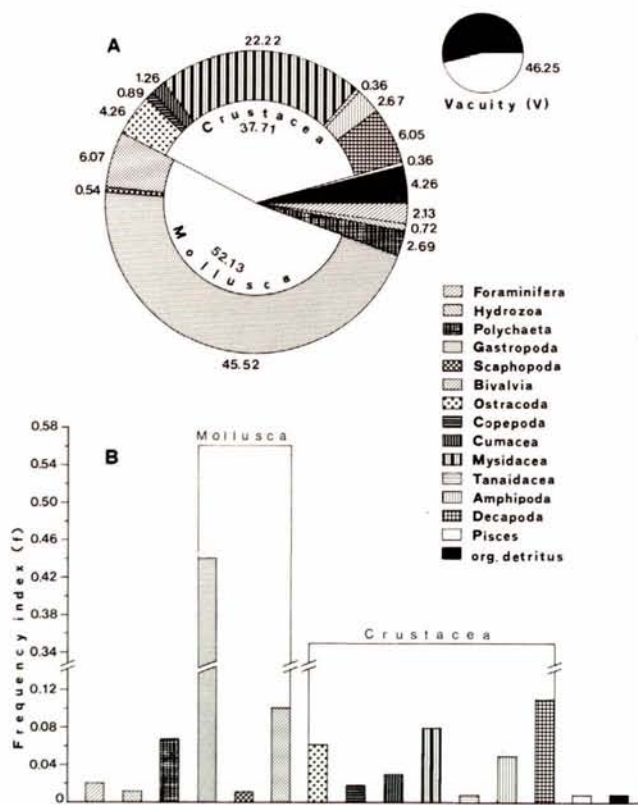 A
22.22
1.26
0.89
4.26
6.07
0.54
0.36
2.67
6.05
0.36
4.26
2.13
0.72
2.69
Crustacea
37.71
52.13
Mollusca
45.52
46.25
Vacuity (V)
Foraminifera
Hydrozoa
Polychaeta
Gastropoda
Scaphopoda
Bivalvia
Ostracoda
Copepoda
Cumacea
Mysidacea
Tanaidacea
Amphipoda
Decapoda
Pisces
org. detritus
B
Mollusca
Crustacea
Frequency index (f)
0.58
0.54
0.50
0.46
0.42
0.38
0.34
0.12
0.08
0.04
0